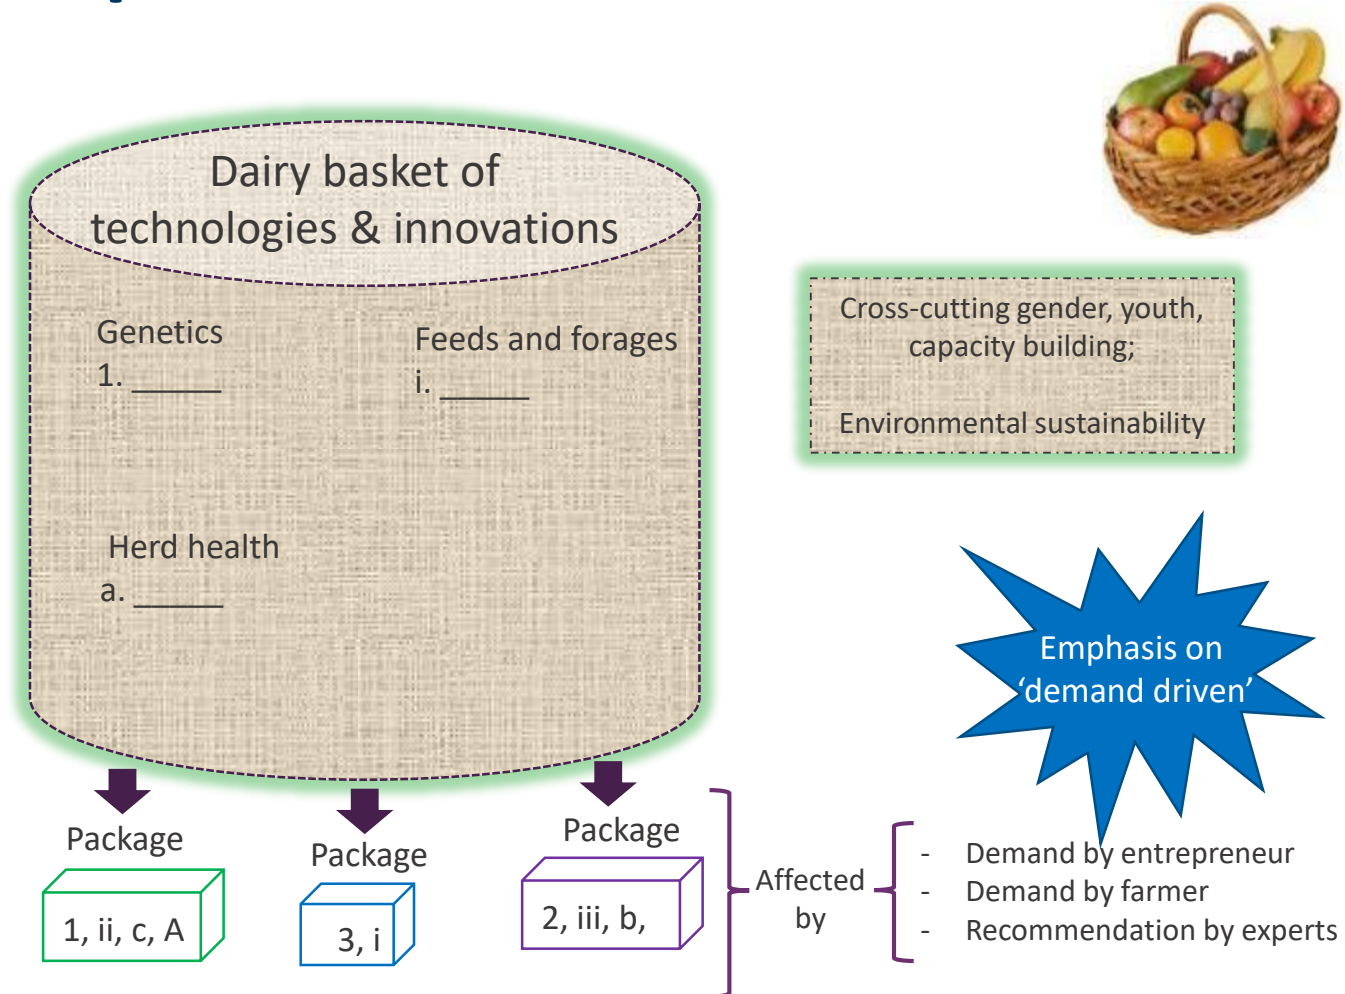 Dairy basket of
technologies & innovations
Genetics
1. ______
Feeds and forages
i. ______
Herd health
a. ______
Cross-cutting gender, youth,
capacity building;
Environmental sustainability
Emphasis on
‘demand driven’
Package
1, ii, c, A
Package
3, i
Package
2, iii, b,
Affected
by
- Demand by entrepreneur
- Demand by farmer
- Recommendation by experts